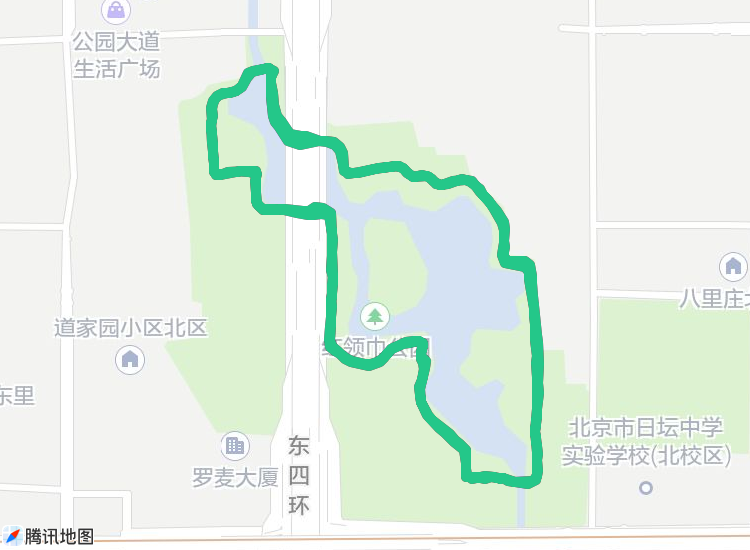 公园大道
生活广场
八里庄北
道家园小区北区
红领巾公园
东里
北京市日坛中学
实验学校(北校区)
罗麦大厦
东
四
环
腾讯地图